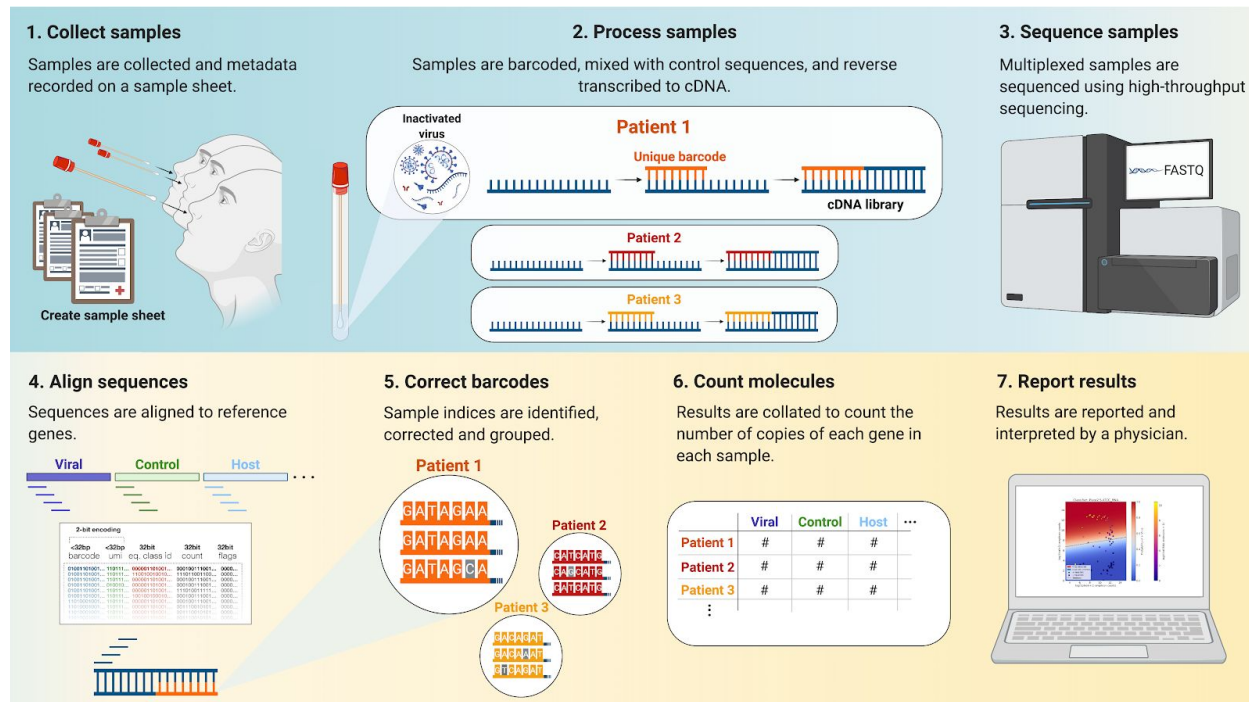 1. Collect samples
Samples are collected and metadata
recorded on a sample sheet.
Create sample sheet
2. Process samples
Samples are barcoded, mixed with control sequences, and reverse
transcribed to cDNA.
Inactivated
virus
Patient 1
Unique barcode
cDNA library
Patient 2
Patient 3
3. Sequence samples
Multiplexed samples are
sequenced using high-throughput
sequencing.
FASTQ
4. Align sequences
Sequences are aligned to reference
genes.
Viral Control Host ...
2-bit encoding
<32bp <32bp 32bit 32bit 32bit
barcode umi eq. class id count flags
5. Correct barcodes
Sample indices are identified,
corrected and grouped.
Patient 1
GATAGAA
GATAGAA
GATAGCA
Patient 2
GATCATG
GAGCATG
GATCATG
Patient 3
GACAGAT
GACAAAT
GTCAGAT
6. Count molecules
Results are collated to count the
number of copies of each gene in
each sample.
Viral Control Host ...
Patient 1 # # #
Patient 2 # # #
Patient 3 # # #
7. Report results
Results are reported and
interpreted by a physician.